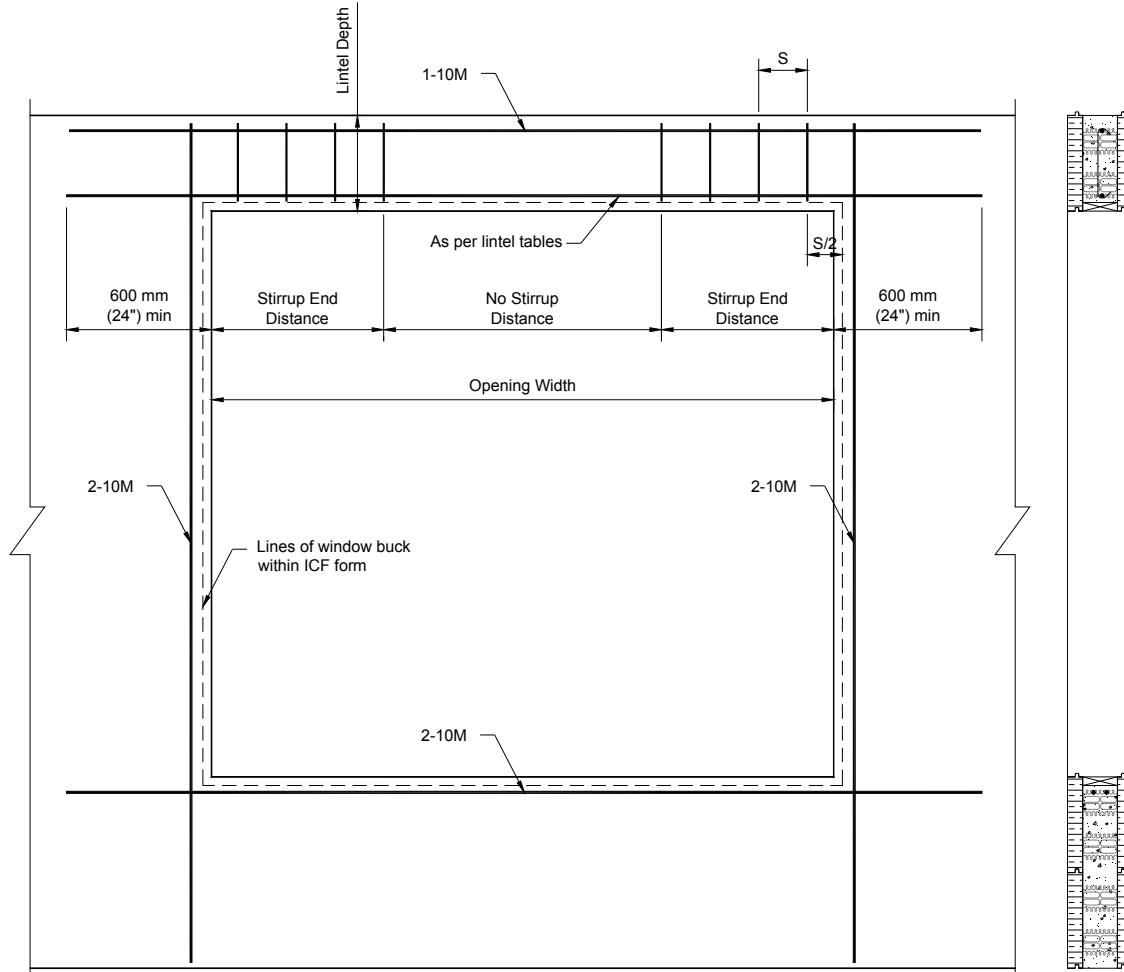 Lintel Depth
1-10M
S
As per lintel tables
S/2
600 mm
(24") min
Stirrup End
Distance
No Stirrup
Distance
Stirrup End
Distance
600 mm
(24") min
Opening Width
2-10M
2-10M
Lines of window buck
within ICF form
2-10M